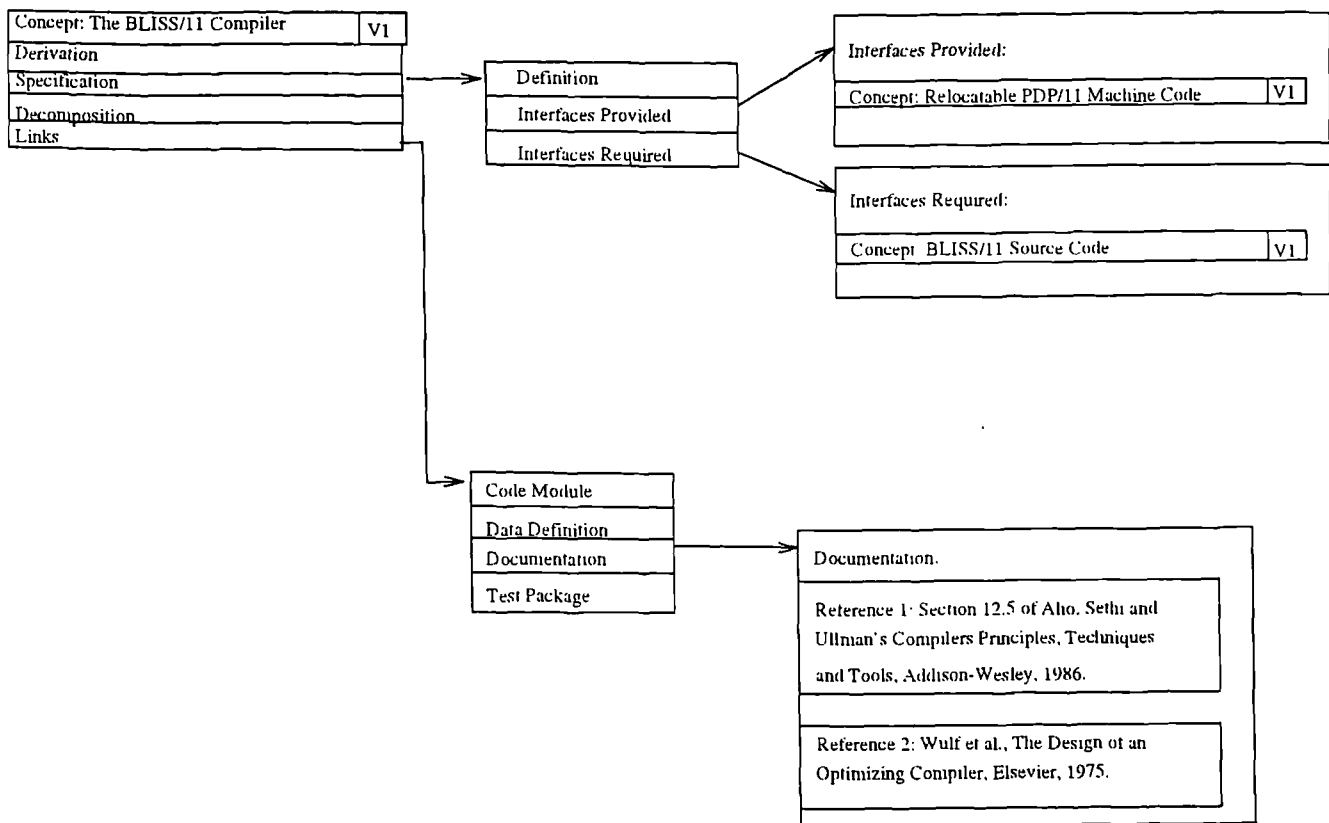 Concept: The BLISS/11 Compiler V1
Derivation
Specification
Decomposition
Links
Definition
Interfaces Provided
Interfaces Required
Interfaces Provided:
Concept: Relocatable PDP/11 Machine Code V1
Interfaces Required:
Concept BLISS/11 Source Code V1
Code Module
Data Definition
Documentation
Test Package
Documentation.
Reference 1: Section 12.5 of Aho, Sethi and
Ullman's Compilers Principles, Techniques
and Tools, Addison-Wesley, 1986.
Reference 2: Wulf et al., The Design of an
Optimizing Compiler, Elsevier, 1975.